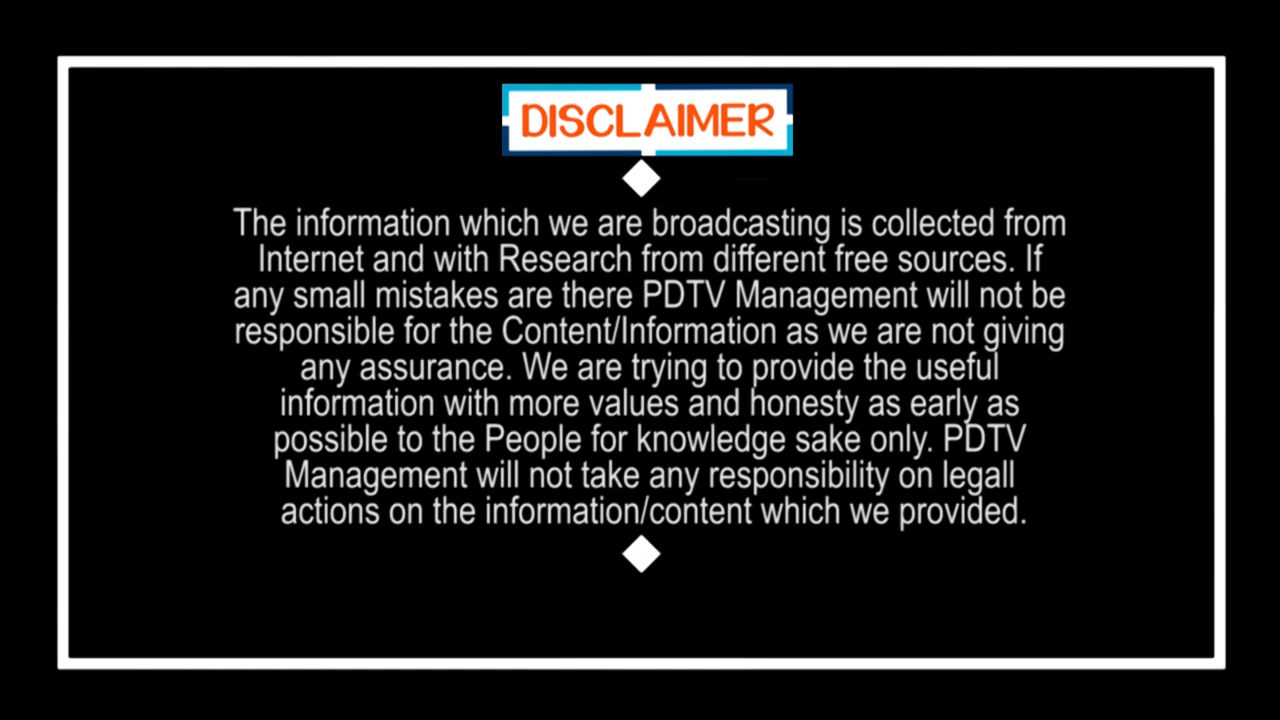 DISCLAIMER
The information which we are broadcasting is collected from
Internet and with Research from different free sources. If
any small mistakes are there PDTV Management will not be
responsible for the Content/Information as we are not giving
any assurance. We are trying to provide the useful
information with more values and honesty as early as
possible to the People for knowledge sake only. PDTV
Management will not take any responsibility on legall
actions on the information/content which we provided.